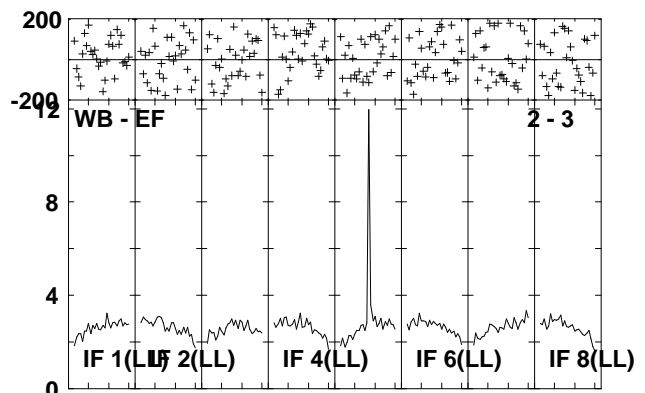 200
-200
12
WB - EF
2 - 3
8
4
IF 1(LL)
IF 2(LL)
IF 4(LL)
IF 6(LL)
IF 8(LL)
0